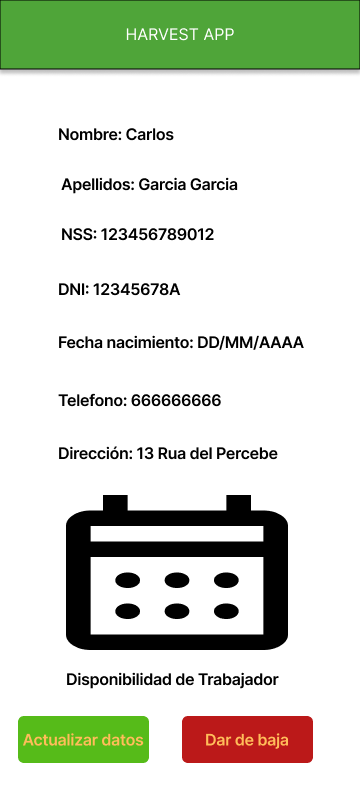 HARVEST APP
Nombre: Carlos
Apellidos: Garcia Garcia
NSS: 123456789012
DNI: 12345678A
Fecha nacimiento: DD/MM/AAAA
Telefono: 666666666
Dirección: 13 Rua del Percebe
Disponibilidad de Trabajador
Actualizar datos
Dar de baja